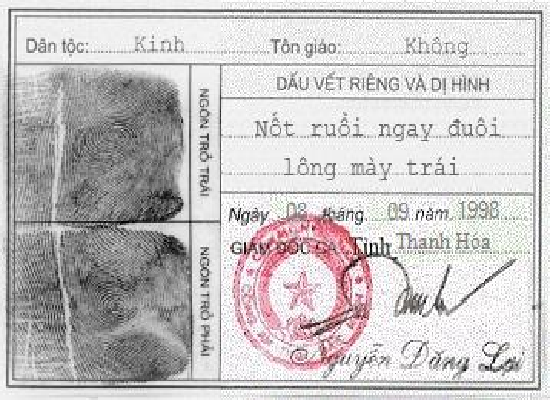 Dân tộc: Kinh Tôn giáo: Không
NGÓN TRỎ TRÁI
NGÓN TRỎ PHẢI
DẤU VẾT RIÊNG VÀ DỊ HÌNH
Nốt ruồi ngay đuôi
lông mày trái
Ngày 08 tháng 09 năm 1998
GIÁM ĐỐC CA Tỉnh Thanh Hóa
Nguyễn Đăng Lợi